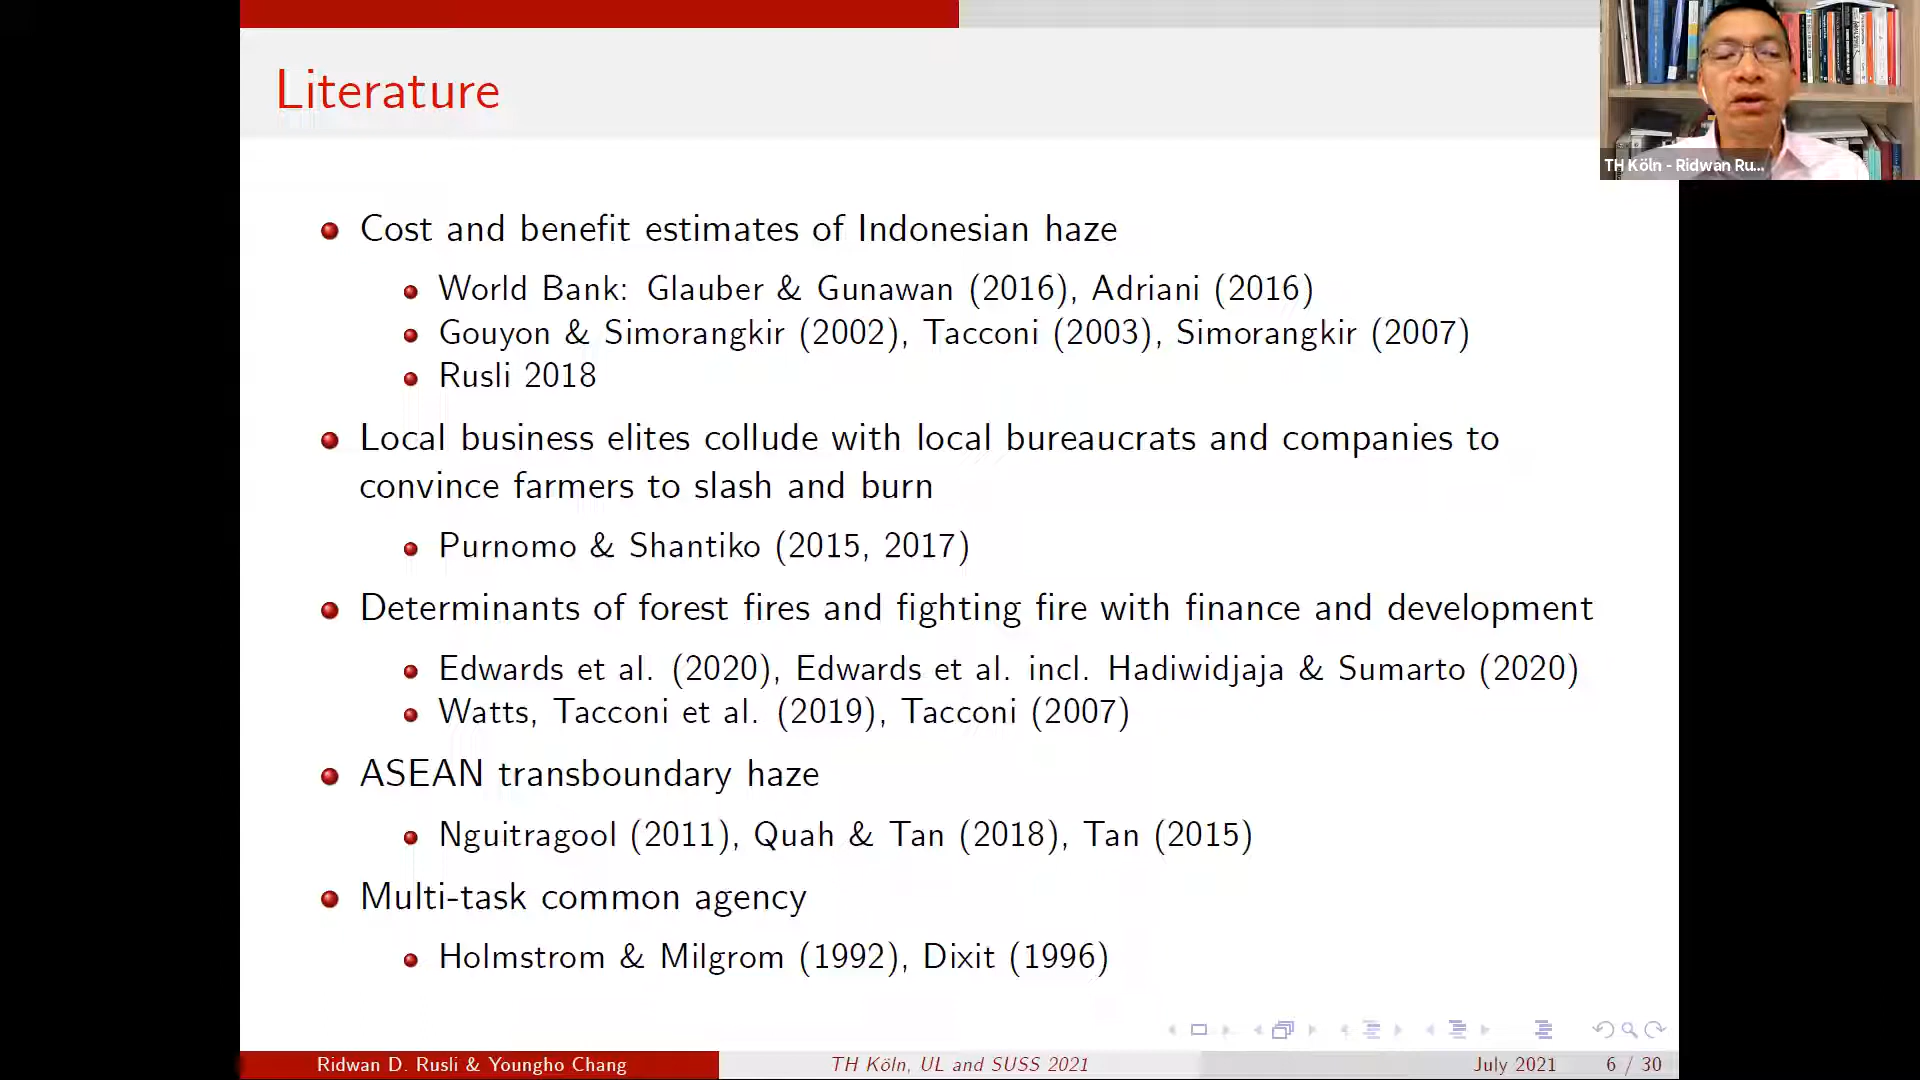 Literature
TH Köln - Ridwan Ru...
Cost and benefit estimates of Indonesian haze
World Bank: Glauber & Gunawan (2016), Adriani (2016)
Gouyon & Simorangkir (2002), Tacconi (2003), Simorangkir (2007)
Rusli 2018
Local business elites collude with local bureaucrats and companies to
convince farmers to slash and burn
Purnomo & Shantiko (2015, 2017)
Determinants of forest fires and fighting fire with finance and development
Edwards et al. (2020), Edwards et al. incl. Hadiwidjaja & Sumarto (2020)
Watts, Tacconi et al. (2019), Tacconi (2007)
ASEAN transboundary haze
Nguitragool (2011), Quah & Tan (2018), Tan (2015)
Multi-task common agency
Holmstrom & Milgrom (1992), Dixit (1996)
Ridwan D. Rusli & Youngho Chang
TH Köln, UL and SUSS 2021
July 2021
6 / 30